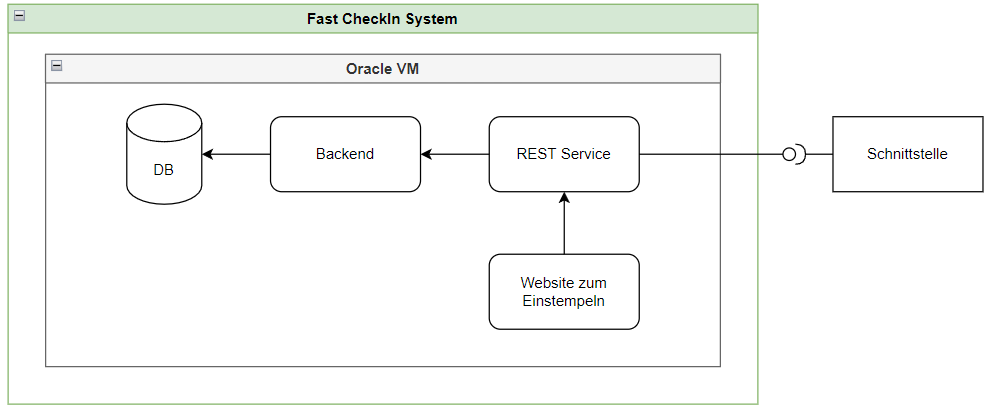 Fast CheckIn System
Oracle VM
DB
Backend
REST Service
Schnittstelle
Website zum
Einstempeln